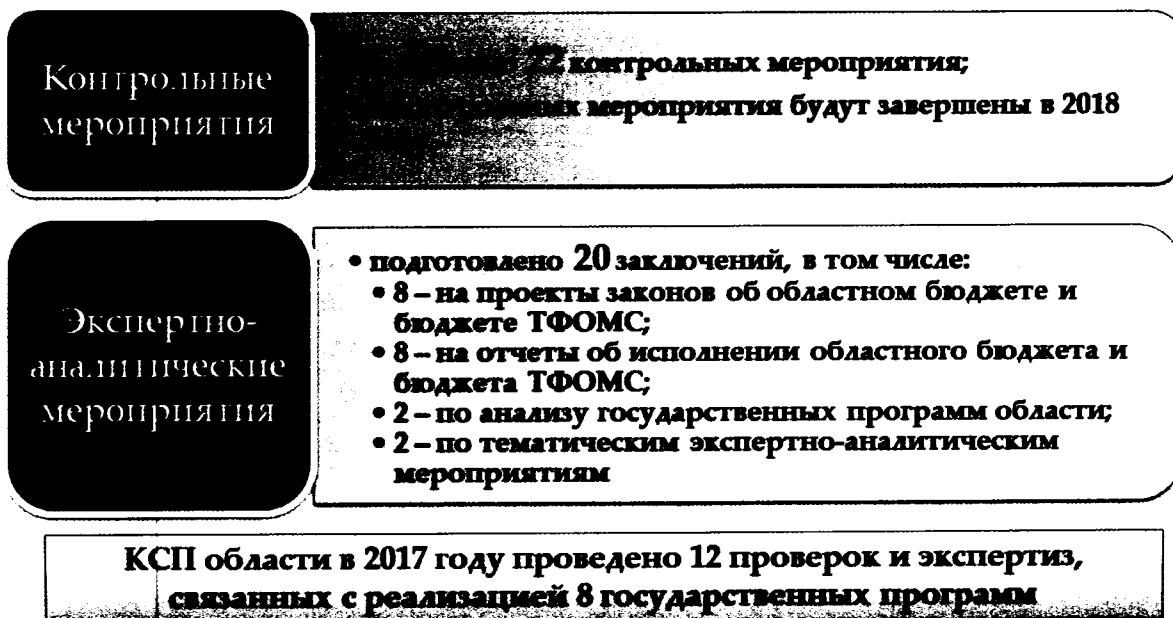 Контрольные
мероприятия
22 контрольных мероприятия;
мероприятия будут завершены в 2018
Экспертно-
аналитические
мероприятия
• подготовлено 20 заключений, в том числе:
• 8 – на проекты законов об областном бюджете и
бюджете ТФОМС;
• 8 – на отчеты об исполнении областного бюджета и
бюджета ТФОМС;
• 2 – по анализу государственных программ области;
• 2 – по тематическим экспертно-аналитическим
мероприятиям
КСП области в 2017 году проведено 12 проверок и экспертиз,
связанных с реализацией 8 государственных программ